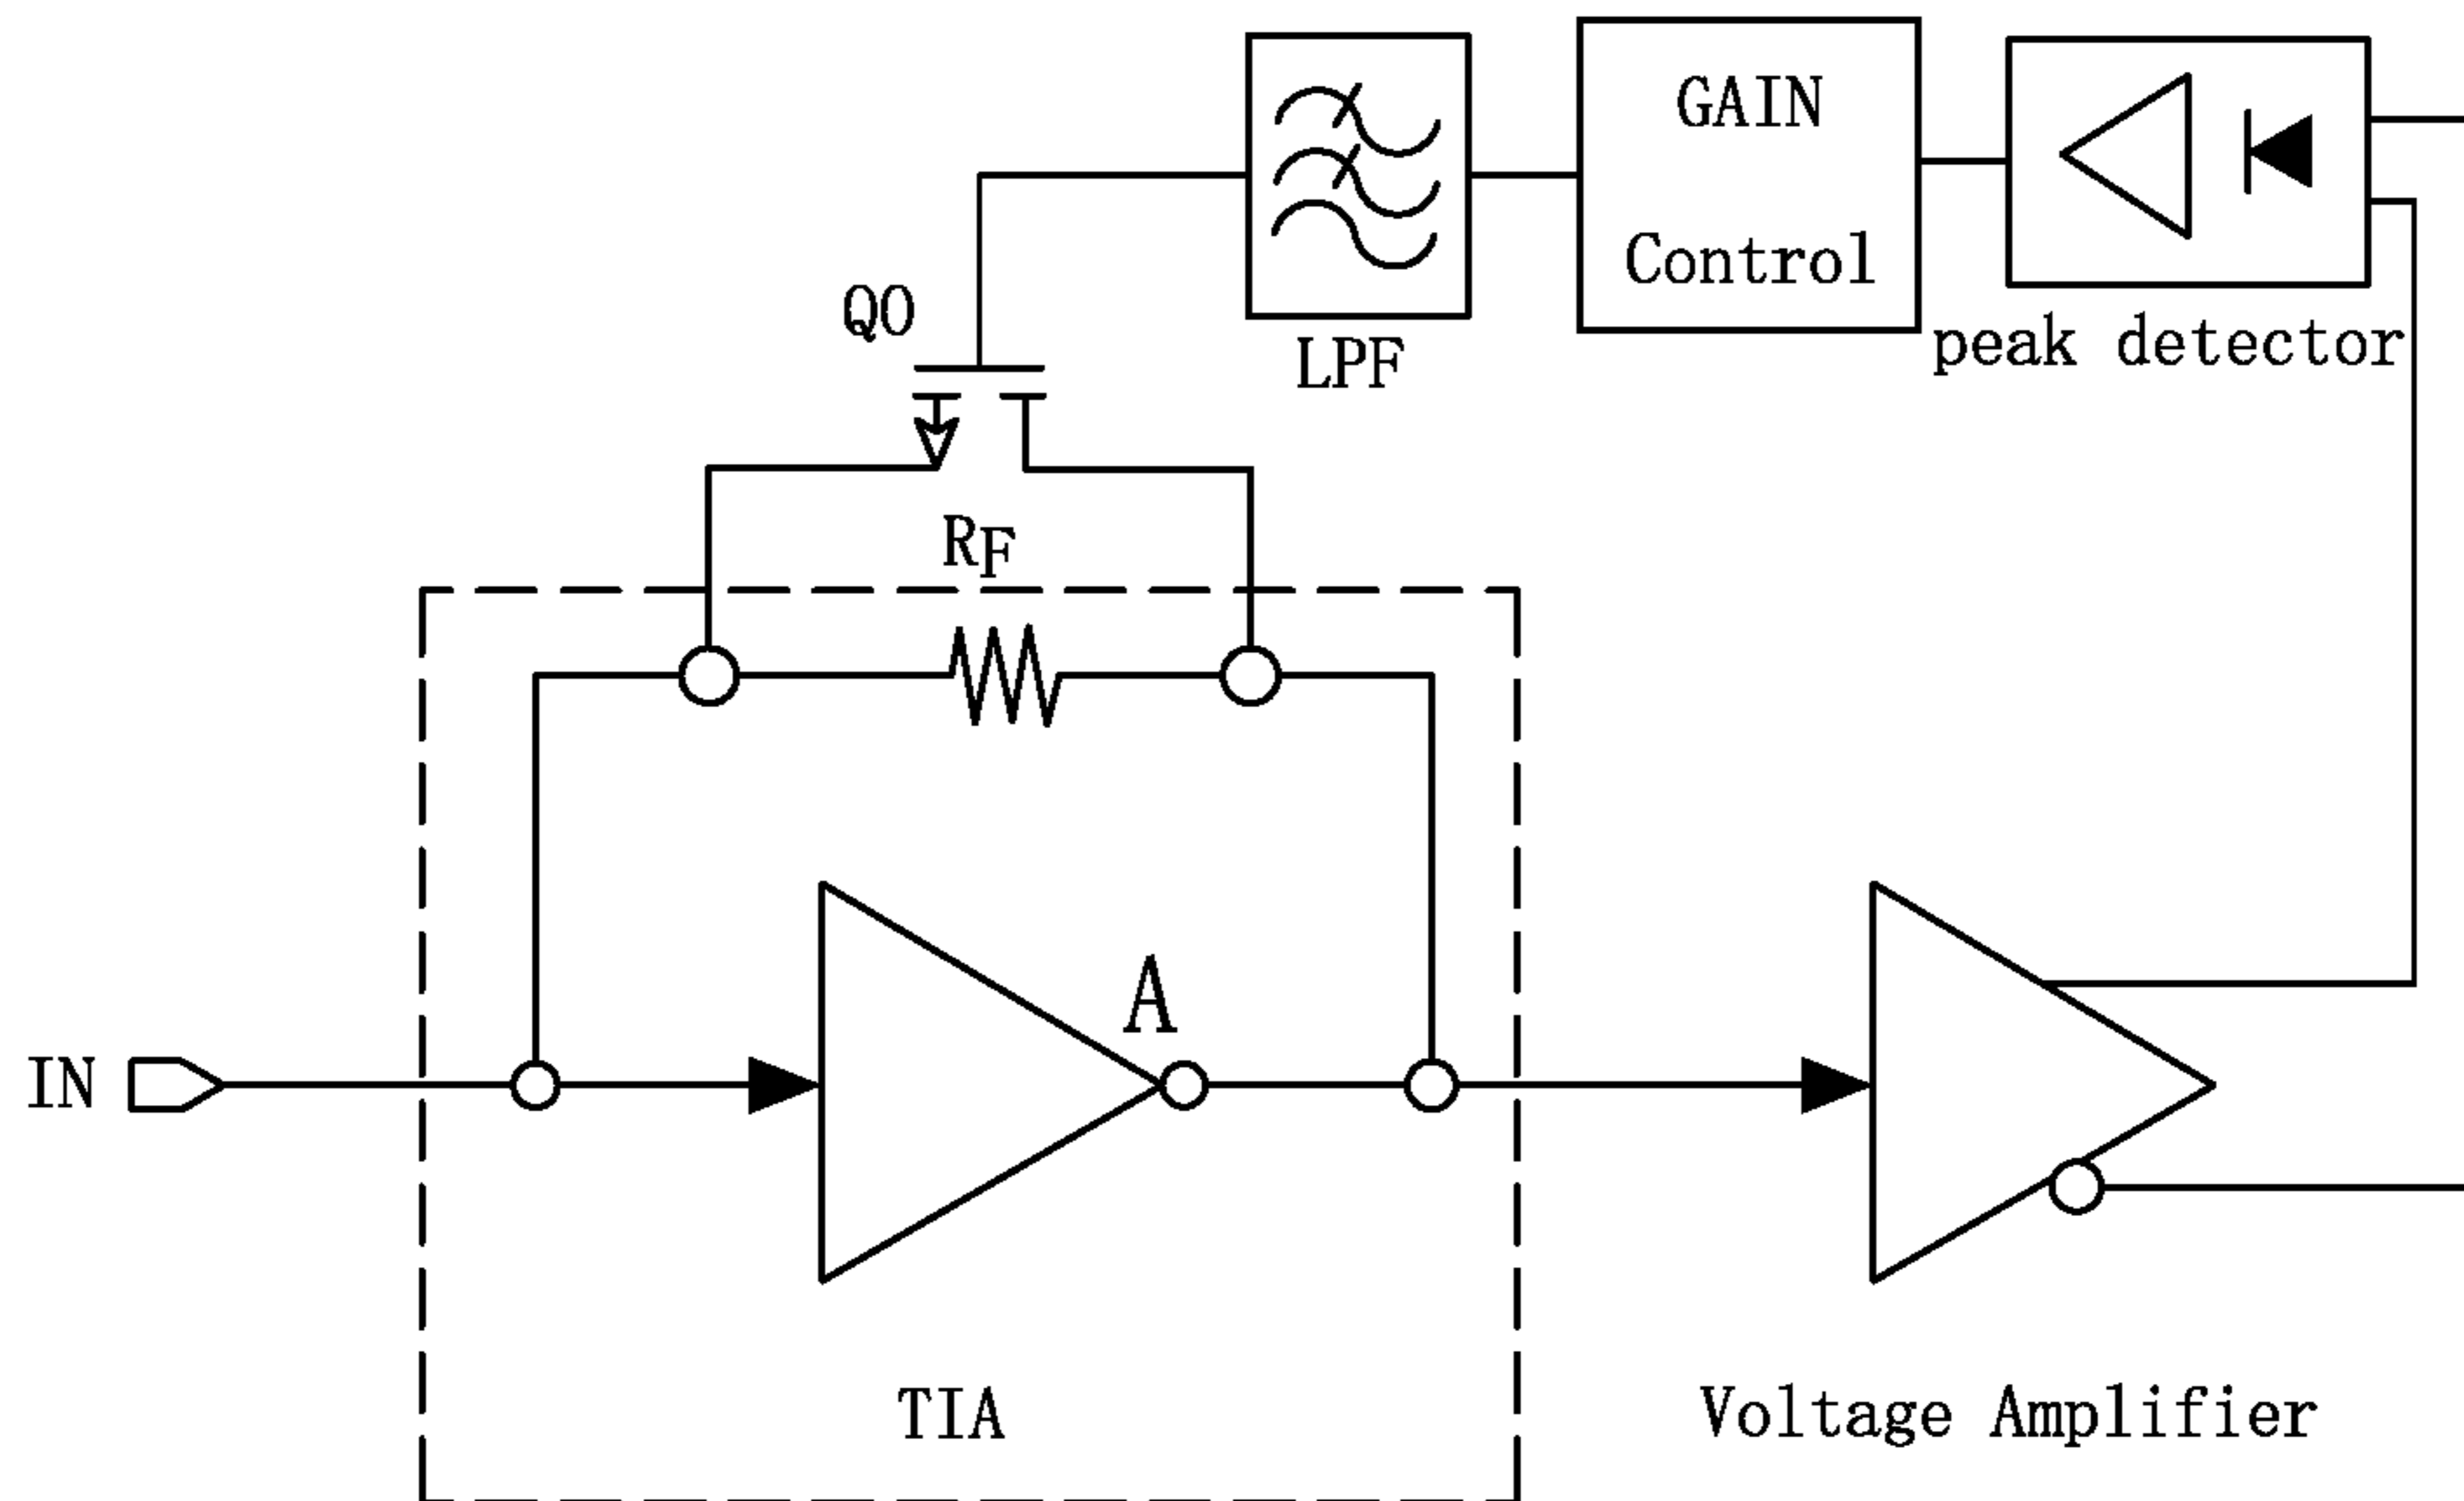 GAIN
Control
peak detector
LPF
Q0
RF
A
IN
TIA
Voltage Amplifier